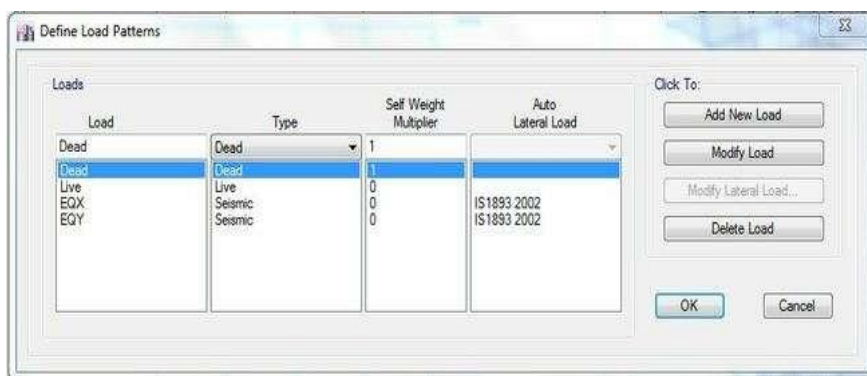 Define Load Patterns
Loads
Click To:
Load Type Self Weight Multiplier Auto Lateral Load
Dead Dead 1
Dead Dead 1
Live Live 0
EQX Seismic 0 IS1893 2002
EQY Seismic 0 IS1893 2002
Add New Load
Modify Load
Modify Lateral Load...
Delete Load
OK Cancel